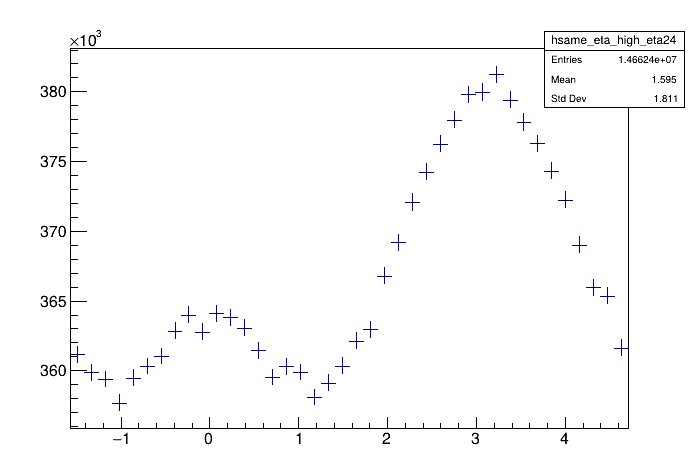 ×10³
hsame_eta_high_eta24
Entries 1.46624e+07
Mean 1.595
Std Dev 1.811
380
375
370
365
360
−1 0 1 2 3 4